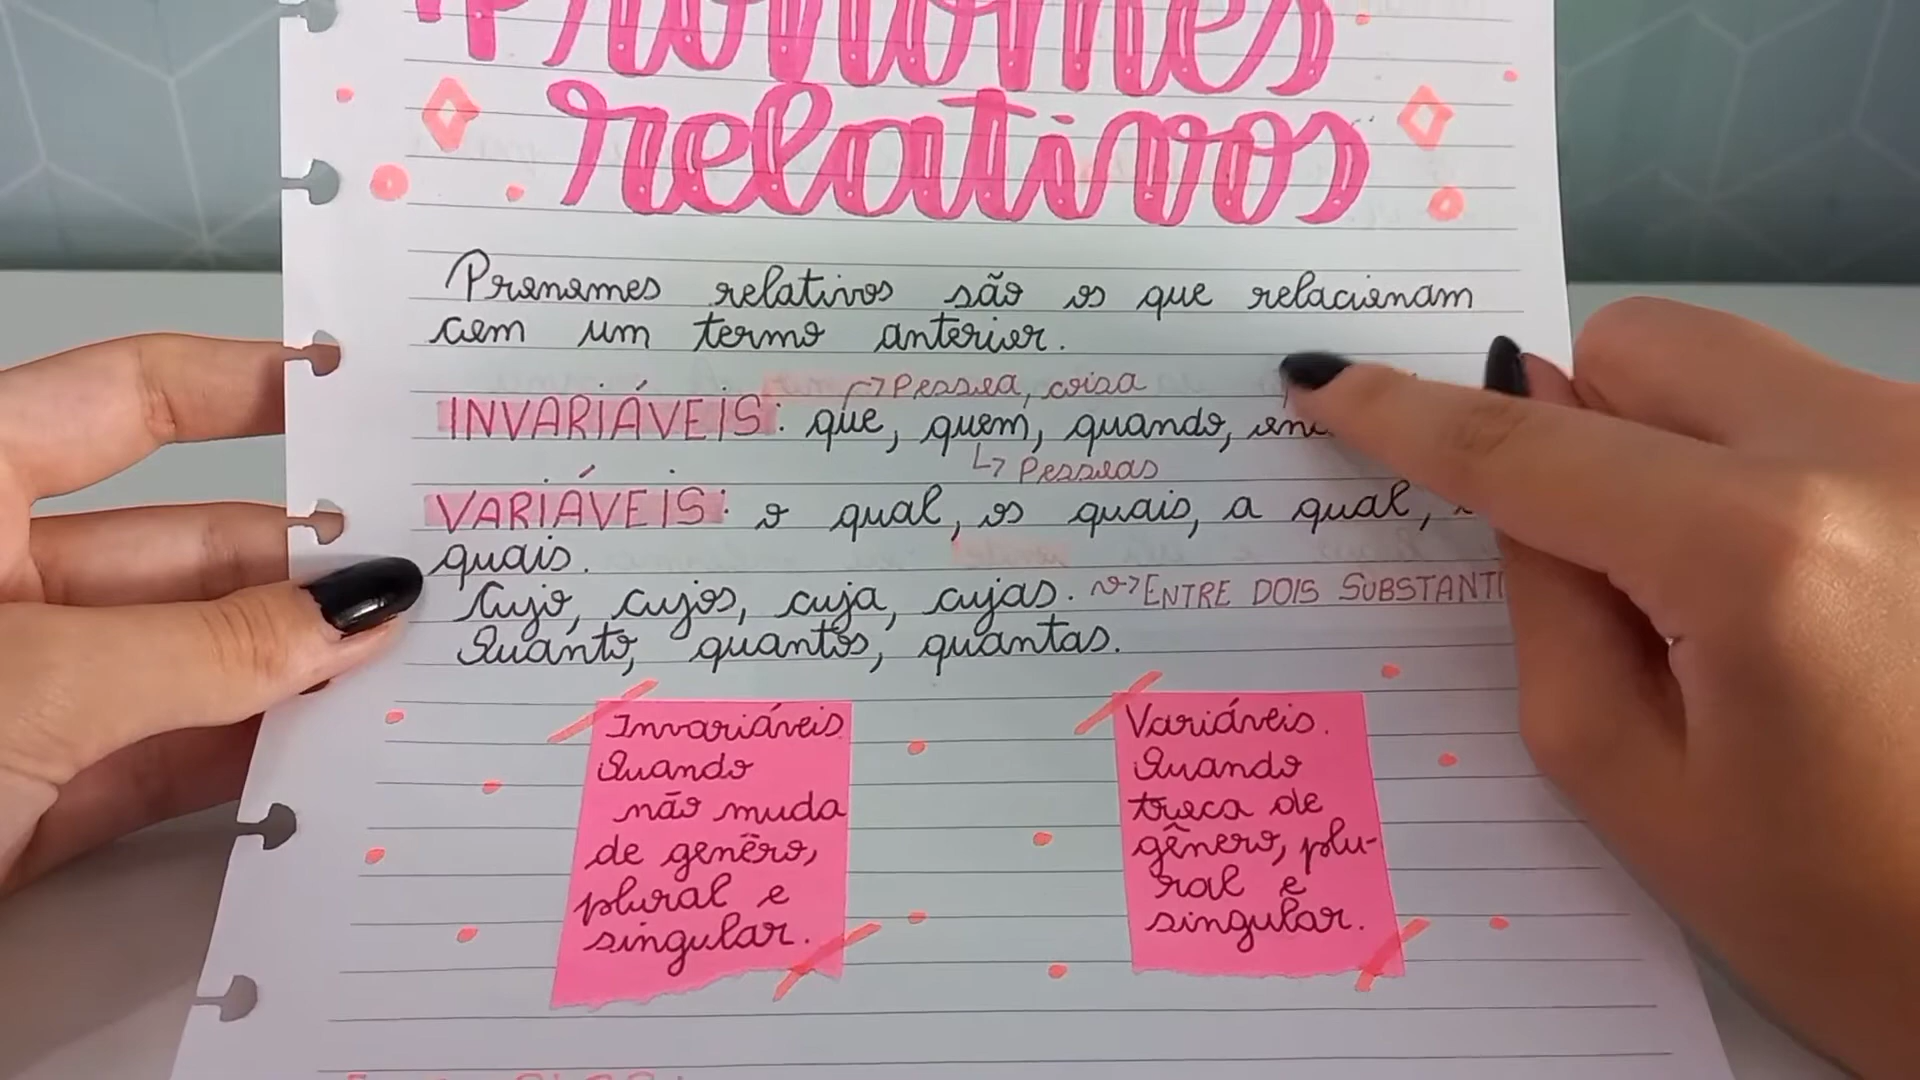 Pronomes
relativos
Pronomes relativos são os que relacionam
com um termo anterior.
↱ Pessoa, coisa
INVARIÁVEIS: que, quem, quando,
↳ Pessoas
VARIÁVEIS: o qual, os quais, a qual,
quais.
Cujo, cujos, cuja, cujas. ~> ENTRE DOIS
Quanto, quantos, quantas.
Invariáveis.
Quando
não muda
de genêro,
plural e
singular.
Variáveis.
Quando
troca de
gênero, plu-
ral e
singular.